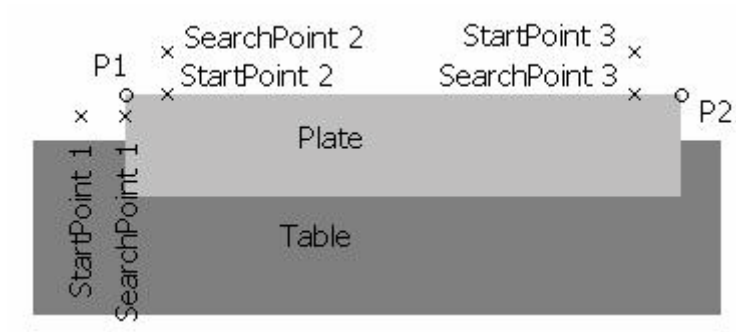 SearchPoint 2
StartPoint 3
P1
StartPoint 2
SearchPoint 3
P2
Plate
StartPoint 1
SearchPoint 1
Table